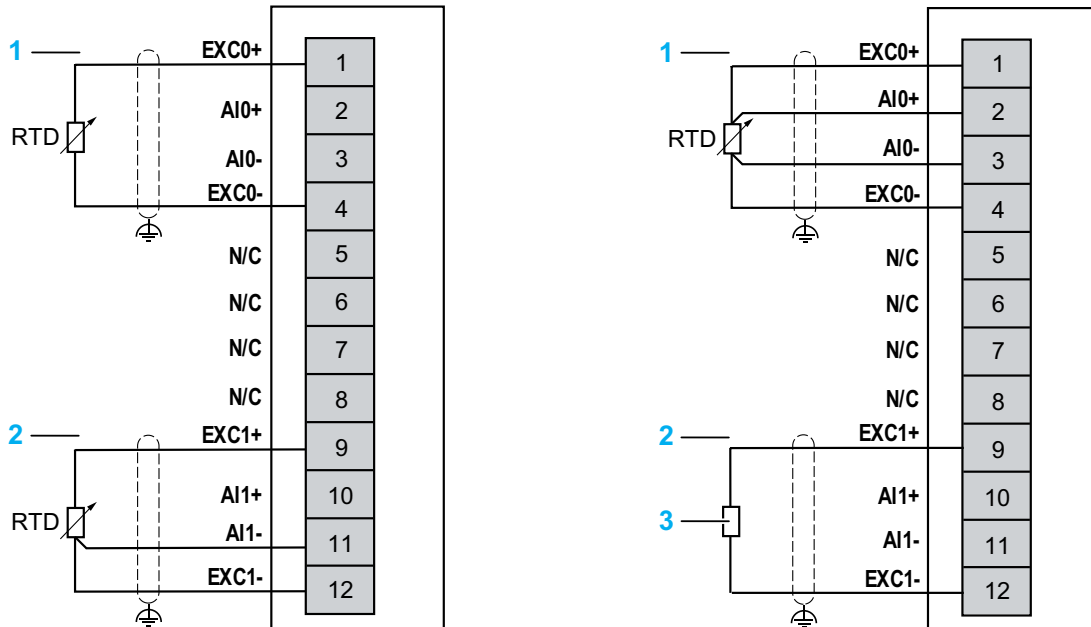 1
EXC0+
1
AI0+
2
RTD
AI0-
3
EXC0-
4
N/C
5
N/C
6
N/C
7
N/C
8
2
EXC1+
9
AI1+
10
RTD
AI1-
11
EXC1-
12
1
EXC0+
1
AI0+
2
RTD
AI0-
3
EXC0-
4
N/C
5
N/C
6
N/C
7
N/C
8
2
EXC1+
9
AI1+
10
3
AI1-
11
EXC1-
12